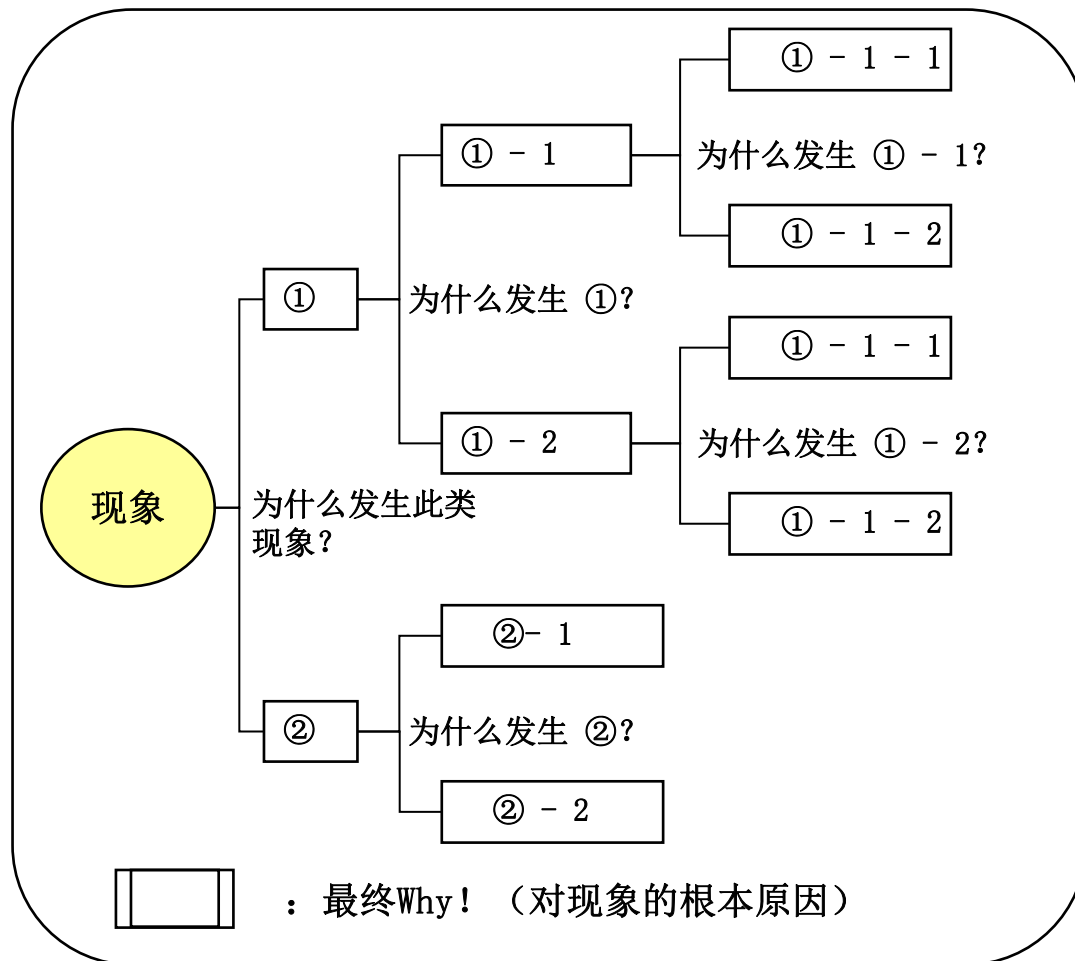 ① - 1 - 1
① - 1
为什么发生 ① - 1?
① - 1 - 2
①
为什么发生 ①?
① - 1 - 1
① - 2
为什么发生 ① - 2?
现象
为什么发生此类
现象?
① - 1 - 2
②- 1
②
为什么发生 ②?
② - 2
：最终Why！（对现象的根本原因）